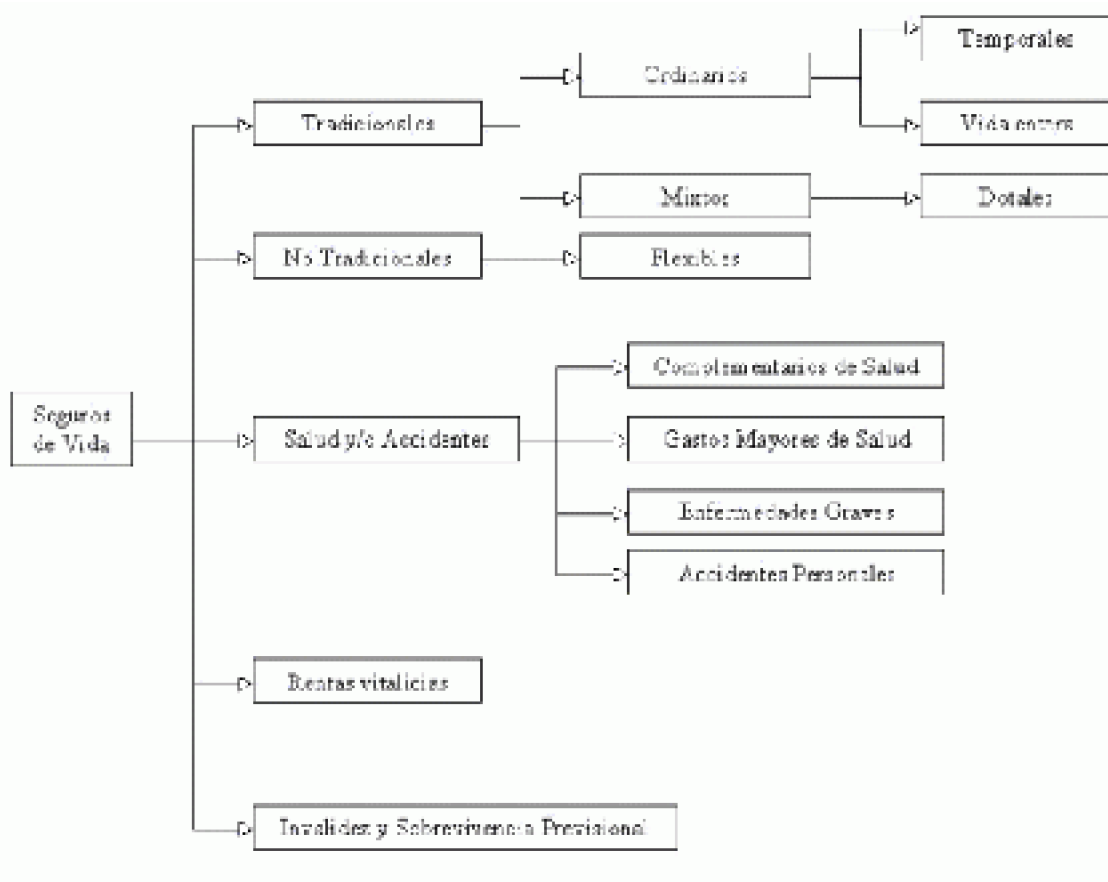 Temporales
Ordinarios
Tradicionales
Vida entera
Mixtos
Dotales
No Tradicionales
Flexibles
Complementarios de Salud
Seguros
de Vida
Salud y/o Accidentes
Gastos Mayores de Salud
Enfermedades Graves
Accidentes Personales
Rentas vitalicias
Invalidez y Sobrevivencia Previsional